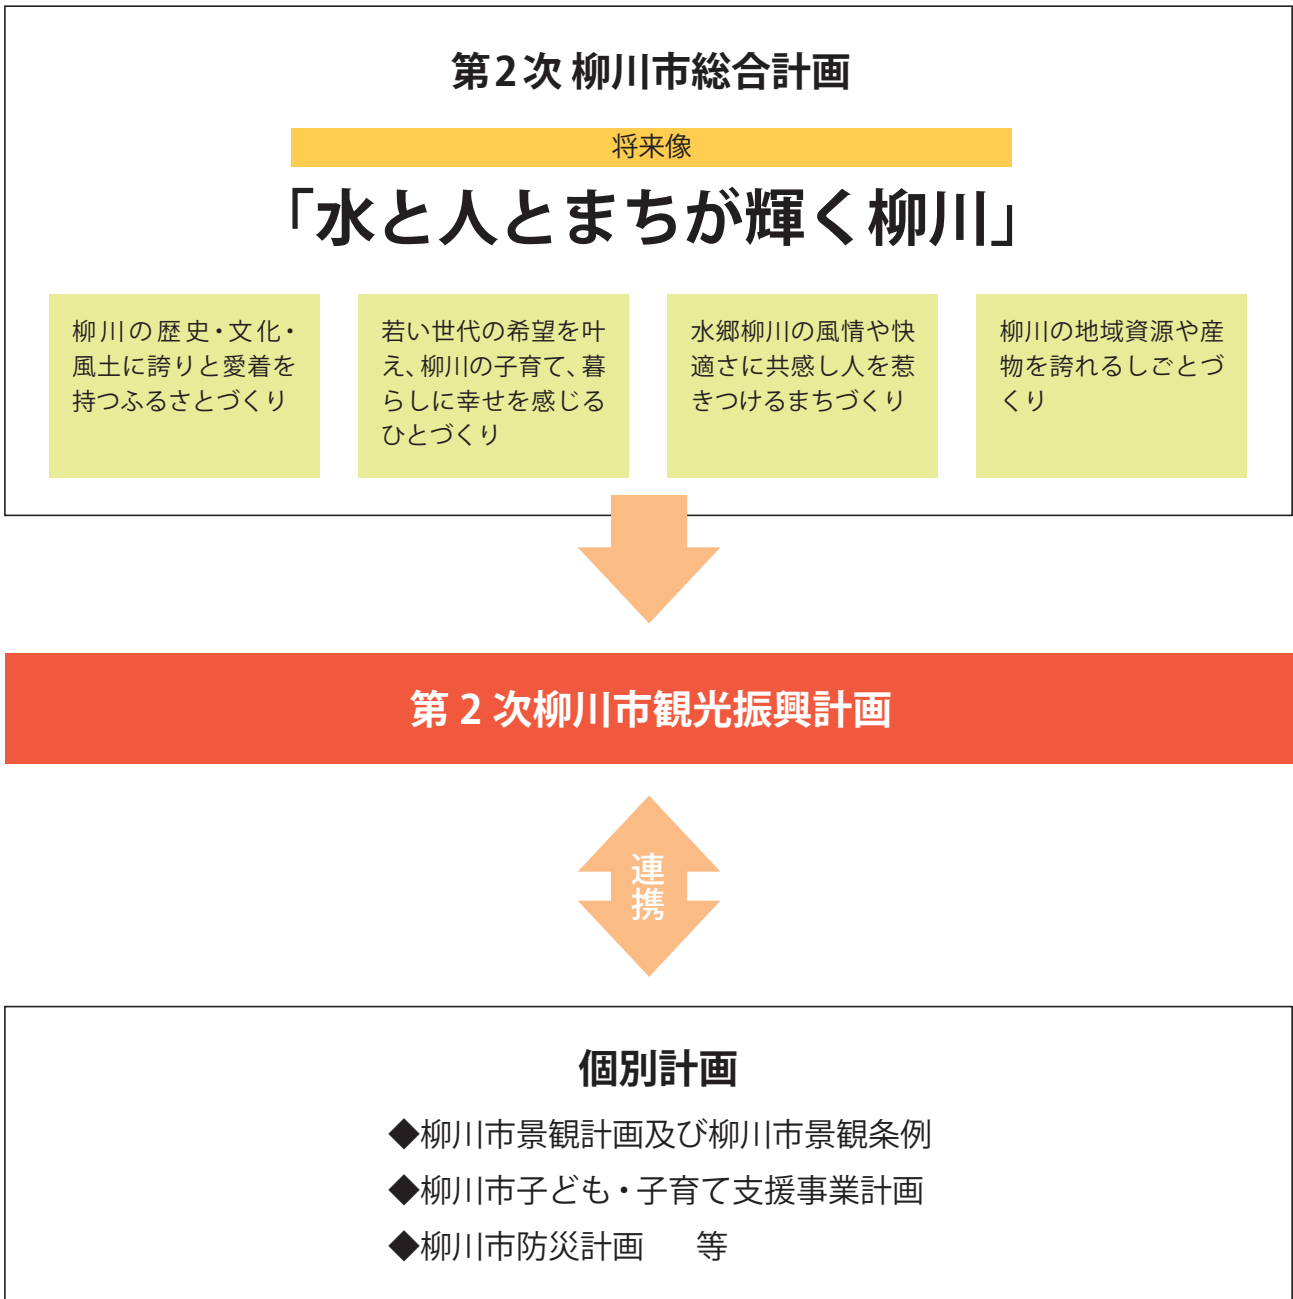 第2次 柳川市総合計画
将来像
「水と人とまちが輝く柳川」
柳川の歴史・文化・
風土に誇りと愛着を
持つふるさとづくり
若い世代の希望を叶
え、柳川の子育て、暮
らしに幸せを感じる
ひとづくり
水郷柳川の風情や快
適さに共感し人を惹
きつけるまちづくり
柳川の地域資源や産
物を誇れるしごとづ
くり
第 2 次柳川市観光振興計画
連携
個別計画
◆柳川市景観計画及び柳川市景観条例
◆柳川市子ども・子育て支援事業計画
◆柳川市防災計画　等